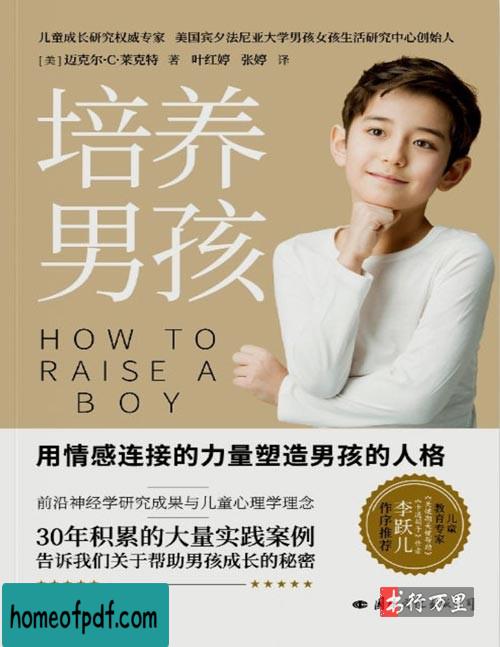 儿童成长研究权威专家 美国宾夕法尼亚大学男孩女孩生活研究中心创始人
[美]迈克尔·C·莱克特 著 叶红婷 张婷 译
培养
男孩
HOW TO
RAISE A
BOY
用情感连接的力量塑造男孩的人格
前沿神经学研究成果与儿童心理学理念
30年积累的大量实践案例
告诉我们关于帮助男孩成长的秘密
儿童
教育专家
李跃儿
作序推荐
书行万里
homeofpdf.com